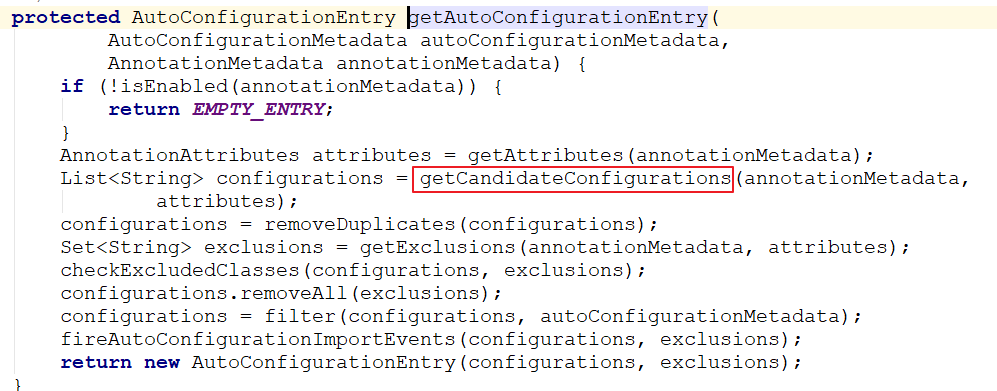 protected AutoConfigurationEntry getAutoConfigurationEntry(
        AutoConfigurationMetadata autoConfigurationMetadata,
        AnnotationMetadata annotationMetadata) {
    if (!isEnabled(annotationMetadata)) {
        return EMPTY_ENTRY;
    }
    AnnotationAttributes attributes = getAttributes(annotationMetadata);
    List<String> configurations = getCandidateConfigurations(annotationMetadata,
            attributes);
    configurations = removeDuplicates(configurations);
    Set<String> exclusions = getExclusions(annotationMetadata, attributes);
    checkExcludedClasses(configurations, exclusions);
    configurations.removeAll(exclusions);
    configurations = filter(configurations, autoConfigurationMetadata);
    fireAutoConfigurationImportEvents(configurations, exclusions);
    return new AutoConfigurationEntry(configurations, exclusions);
}